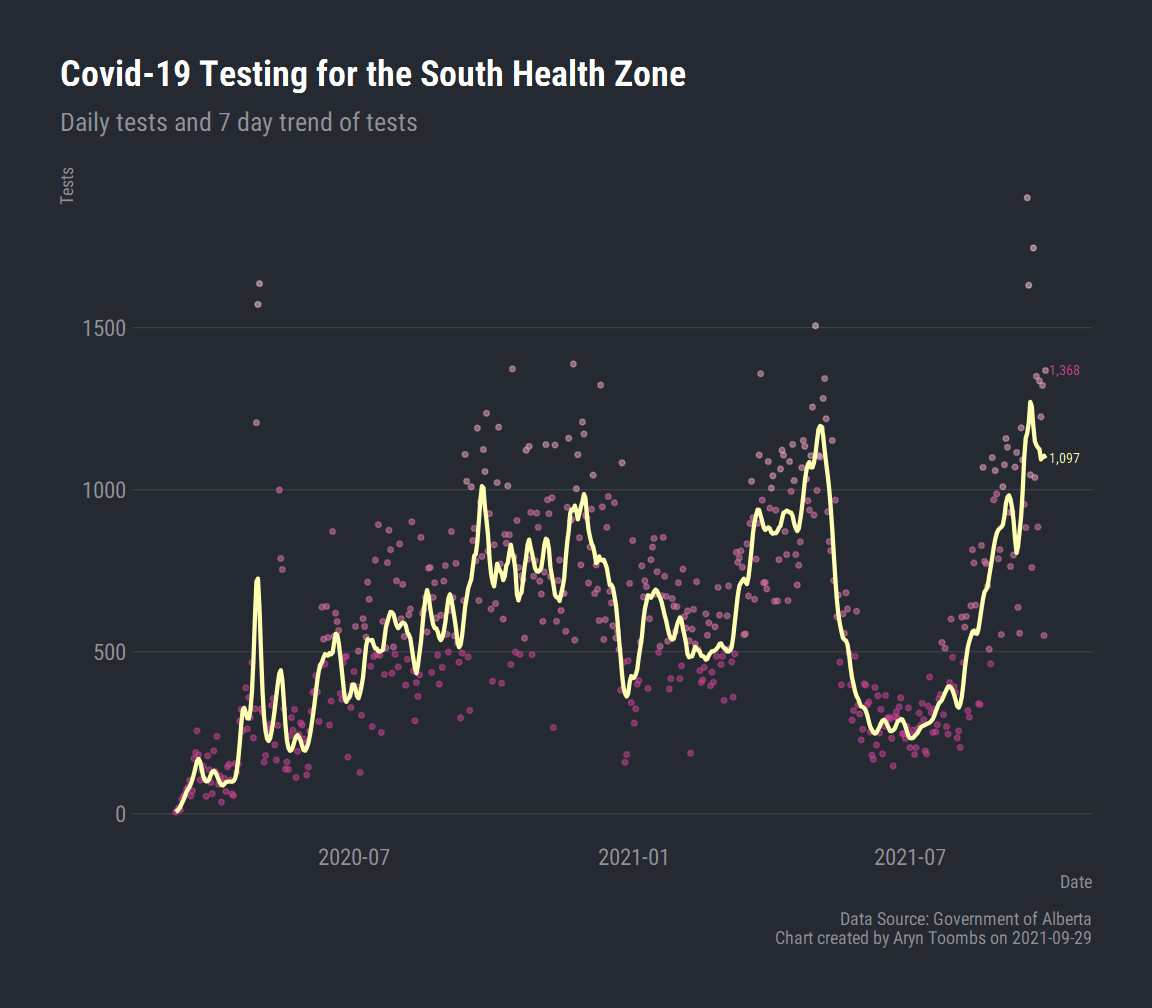 Covid-19 Testing for the South Health Zone
Daily tests and 7 day trend of tests
Tests
1500
1,368
1,097
1000
500
0
2020-07
2021-01
2021-07
Date
Data Source: Government of Alberta
Chart created by Aryn Toombs on 2021-09-29